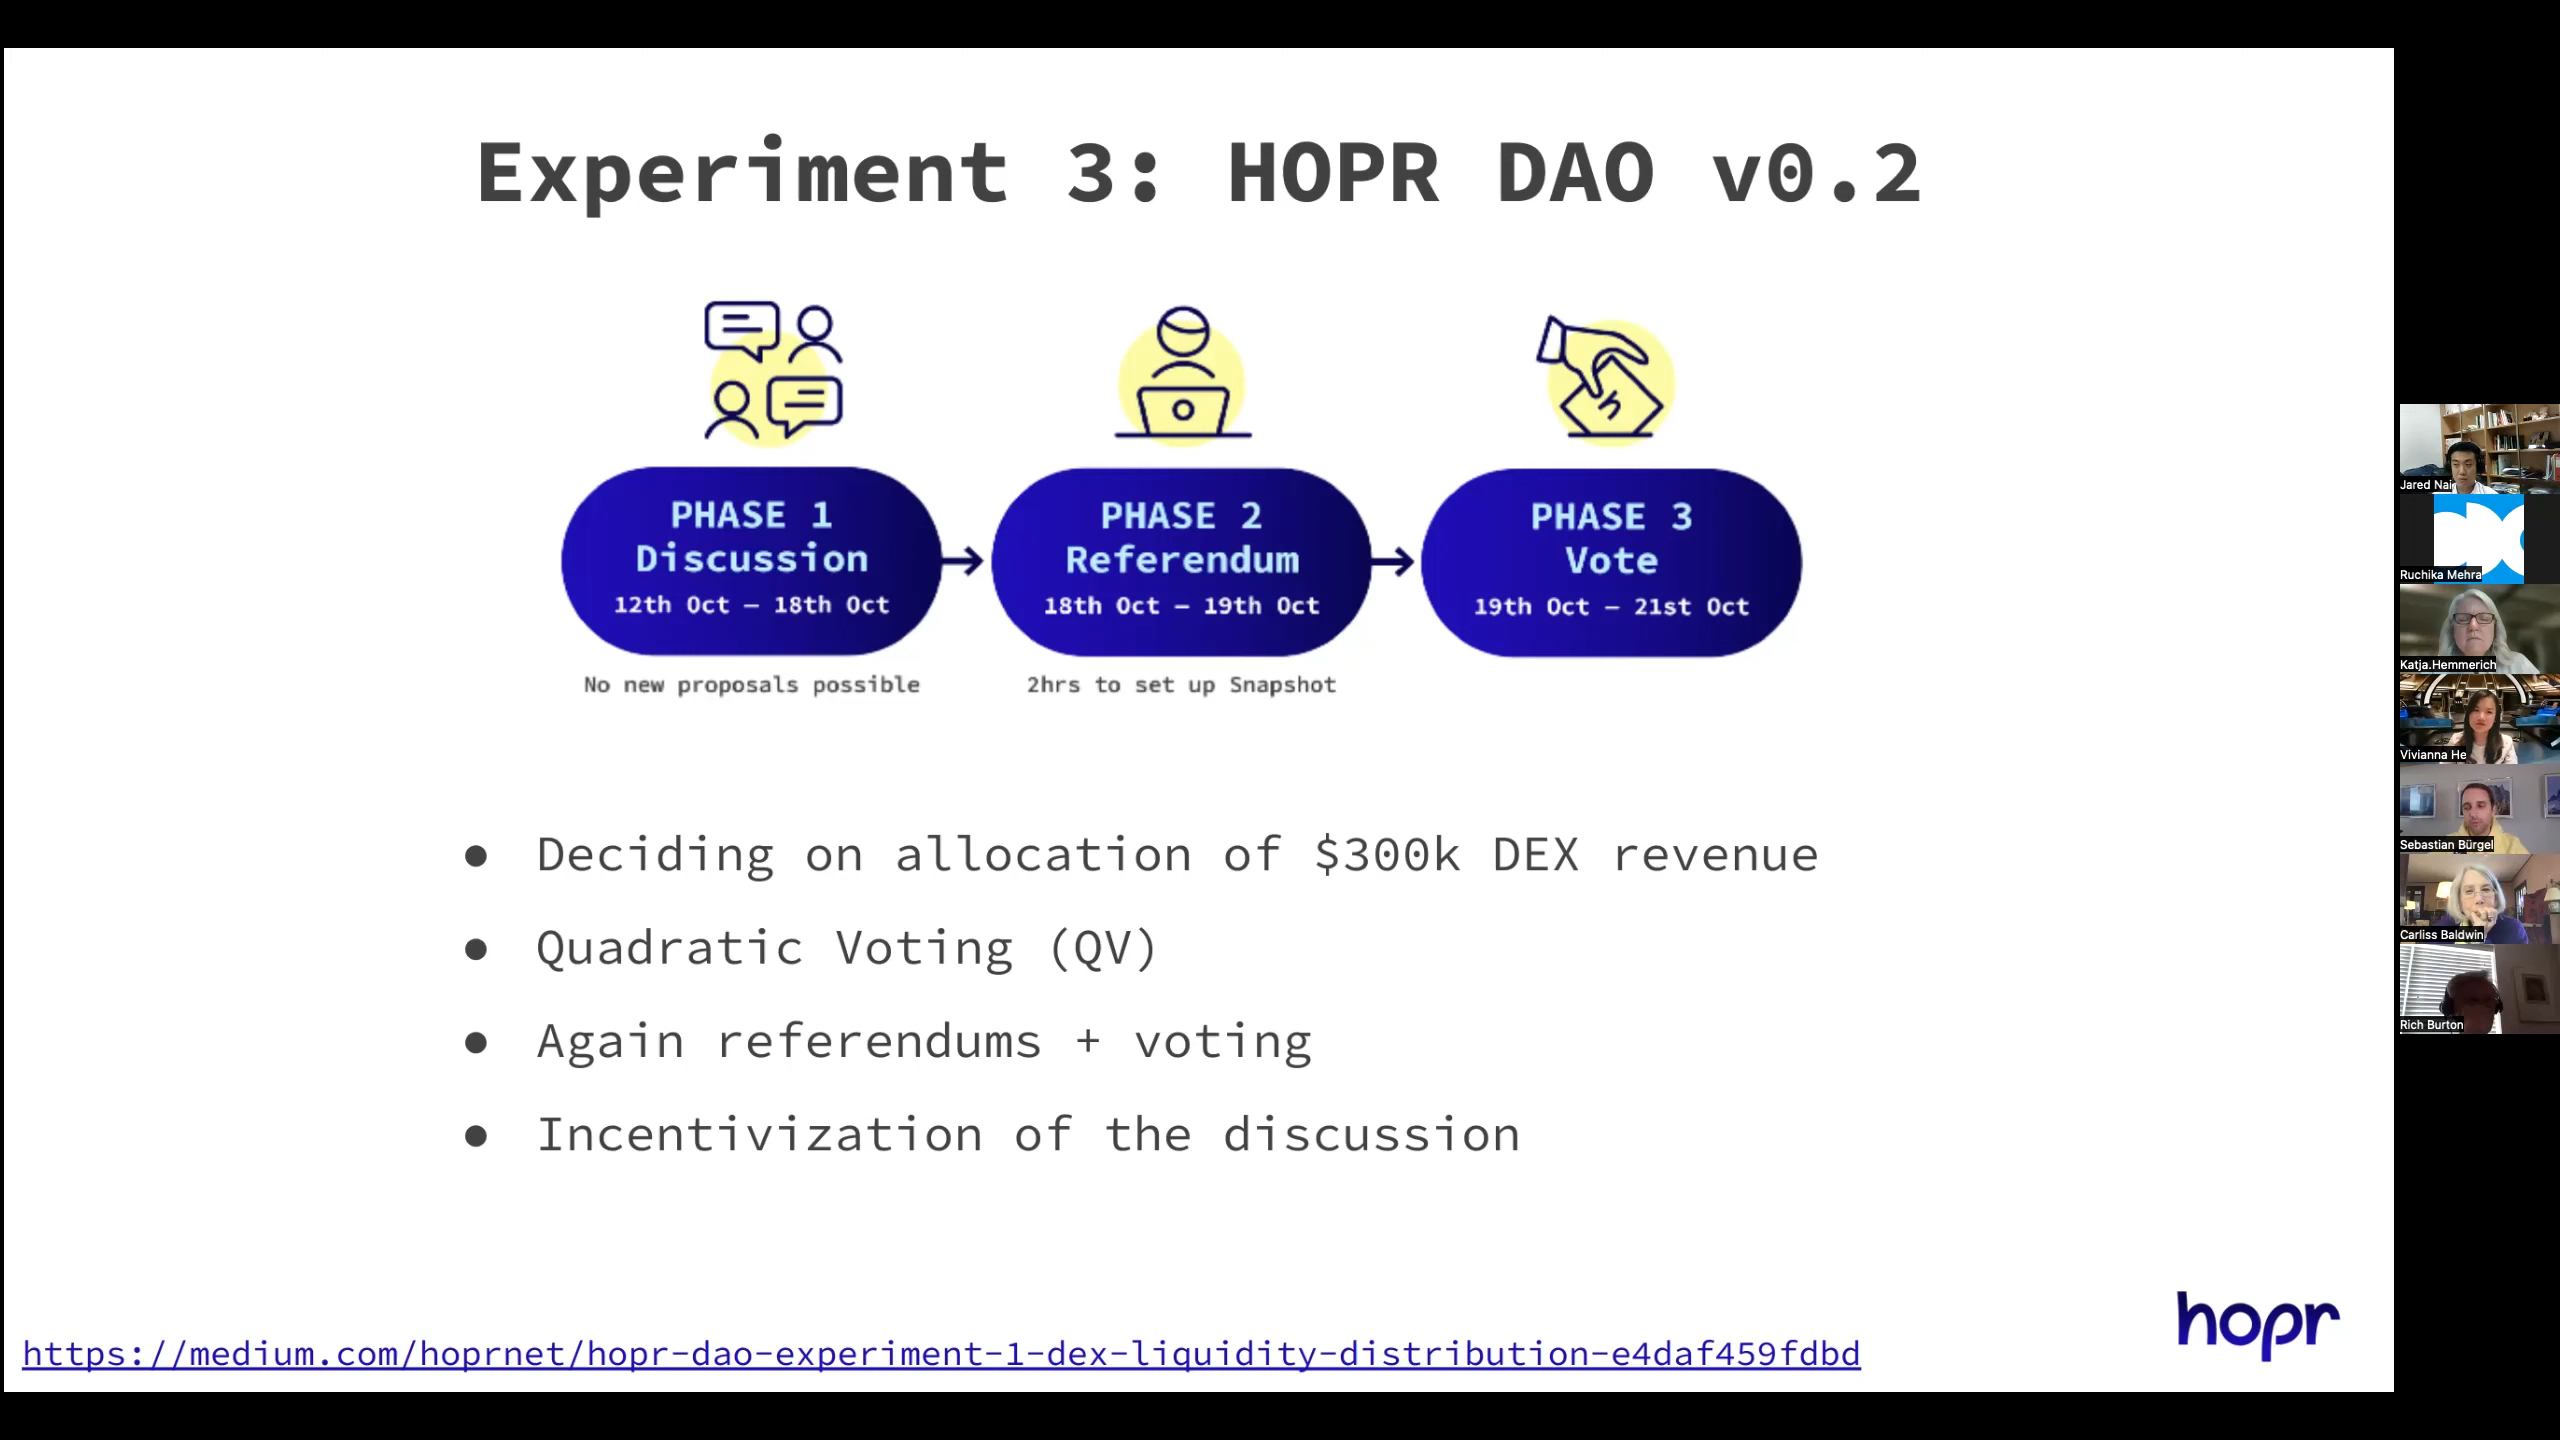 Experiment 3: HOPR DAO v0.2
PHASE 1
Discussion
12th Oct – 18th Oct
No new proposals possible
PHASE 2
Referendum
18th Oct – 19th Oct
2hrs to set up Snapshot
PHASE 3
Vote
19th Oct – 21st Oct
● Deciding on allocation of $300k DEX revenue
● Quadratic Voting (QV)
● Again referendums + voting
● Incentivization of the discussion
https://medium.com/hoprnet/hopr-dao-experiment-1-dex-liquidity-distribution-e4daf459fdbd
hopr
Jared Nai
Ruchika Mehra
Katja.Hemmerich
Vivianna He
Sebastian Bürgel
Carliss Baldwin
Rich Burton